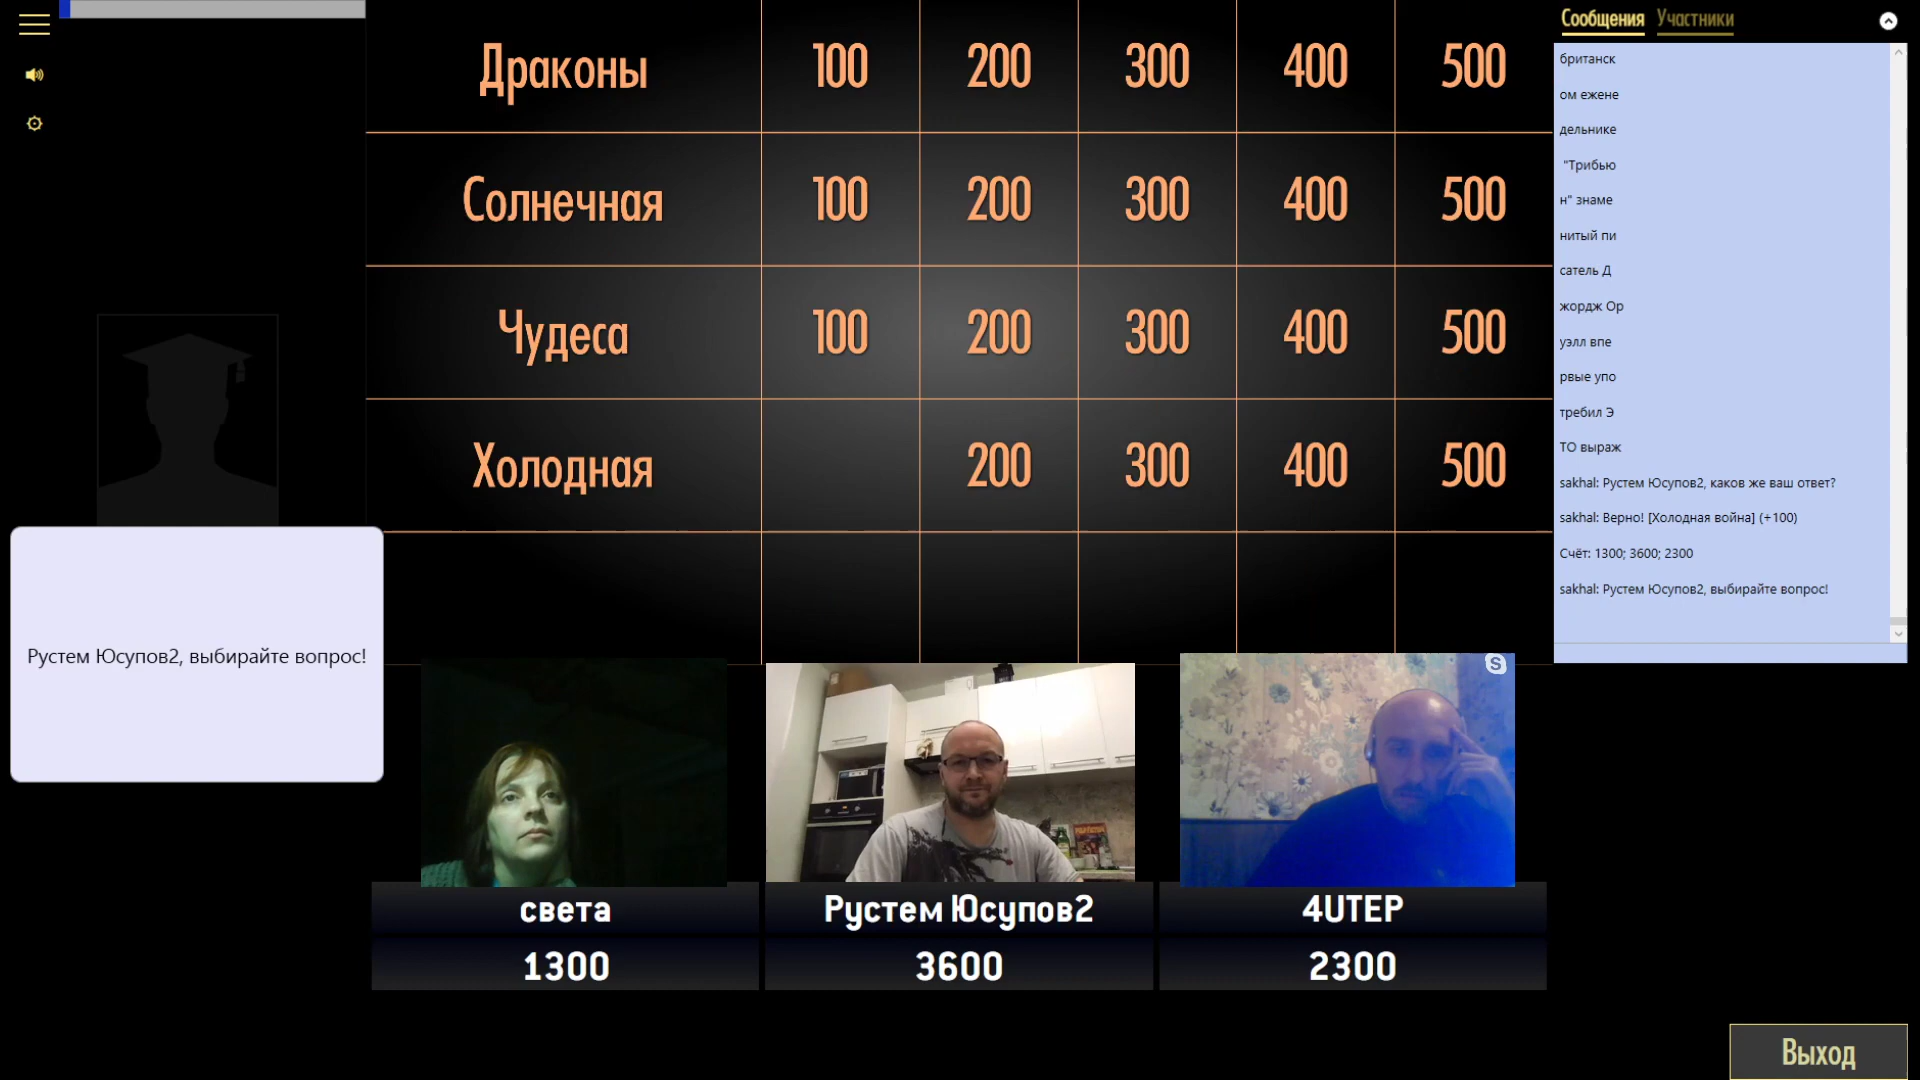 Драконы 100 200 300 400 500
Солнечная 100 200 300 400 500
Чудеса 100 200 300 400 500
Холодная 200 300 400 500
Сообщения Участники
британск
ом ежене
дельнике
"Трибью
н" знаме
нитый пи
сатель Д
жордж Ор
уэлл впе
рвые упо
требил Э
ТО выраж
sakhal: Рустем Юсупов2, каков же ваш ответ?
sakhal: Верно! [Холодная война] (+100)
Счёт: 1300; 3600; 2300
sakhal: Рустем Юсупов2, выбирайте вопрос!
Рустем Юсупов2, выбирайте вопрос!
S
света
1300
Рустем Юсупов2
3600
4UTEP
2300
Выход